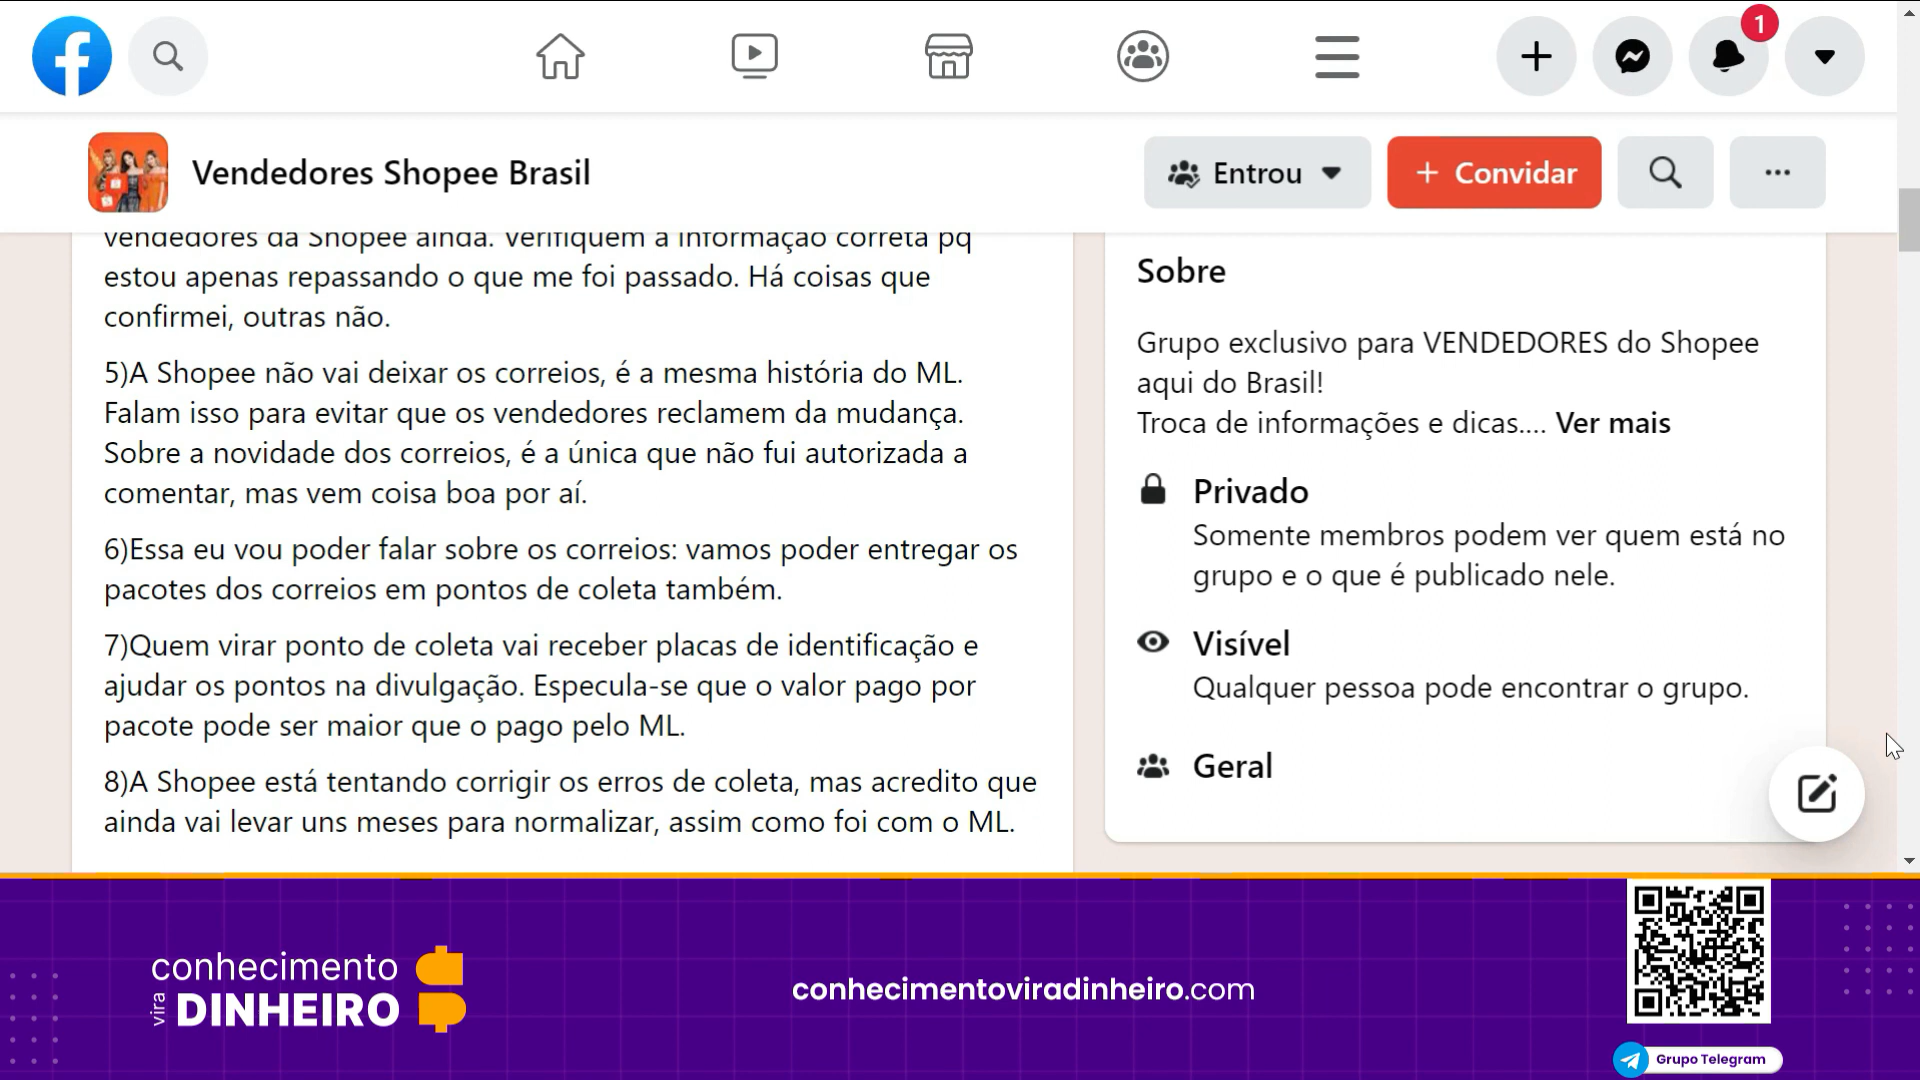 1
Vendedores Shopee Brasil
Entrou
+ Convidar
...
vendedores da Shopee ainda. Verifiquem a informação correta pq
estou apenas repassando o que me foi passado. Há coisas que
confirmei, outras não.
5)A Shopee não vai deixar os correios, é a mesma história do ML.
Falam isso para evitar que os vendedores reclamem da mudança.
Sobre a novidade dos correios, é a única que não fui autorizada a
comentar, mas vem coisa boa por aí.
6)Essa eu vou poder falar sobre os correios: vamos poder entregar os
pacotes dos correios em pontos de coleta também.
7)Quem virar ponto de coleta vai receber placas de identificação e
ajudar os pontos na divulgação. Especula-se que o valor pago por
pacote pode ser maior que o pago pelo ML.
8)A Shopee está tentando corrigir os erros de coleta, mas acredito que
ainda vai levar uns meses para normalizar, assim como foi com o ML.
Sobre
Grupo exclusivo para VENDEDORES do Shopee
aqui do Brasil!
Troca de informações e dicas.... Ver mais
Privado
Somente membros podem ver quem está no
grupo e o que é publicado nele.
Visível
Qualquer pessoa pode encontrar o grupo.
Geral
conhecimento
vira
DINHEIRO
conhecimentoviradinheiro.com
Grupo Telegram